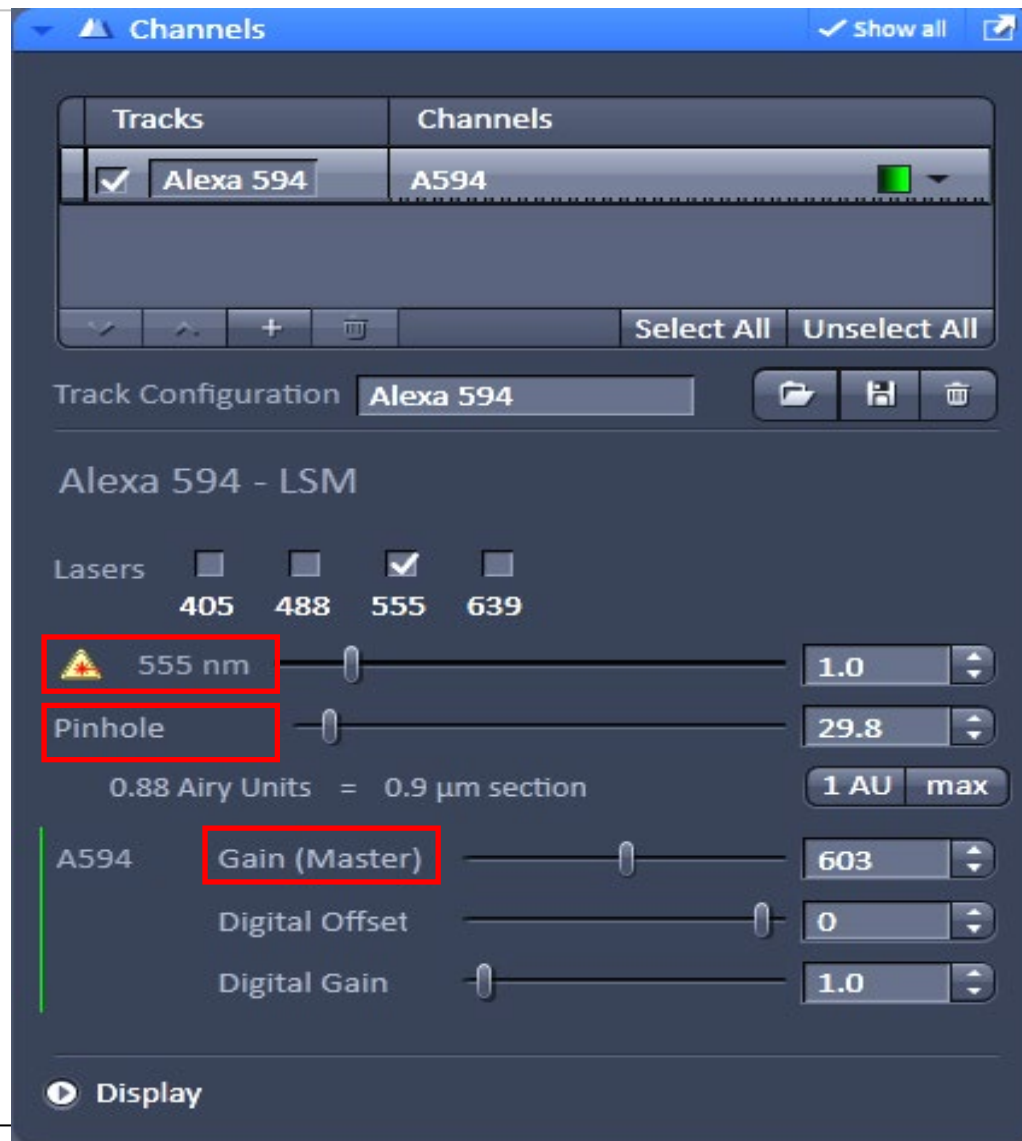 Channels Show all
Tracks Channels
Alexa 594 A594
Select All Unselect All
Track Configuration Alexa 594
Alexa 594 - LSM
Lasers
405 488 555 639
555 nm 1.0
Pinhole 29.8
0.88 Airy Units = 0.9 µm section 1 AU max
A594 Gain (Master) 603
Digital Offset 0
Digital Gain 1.0
Display